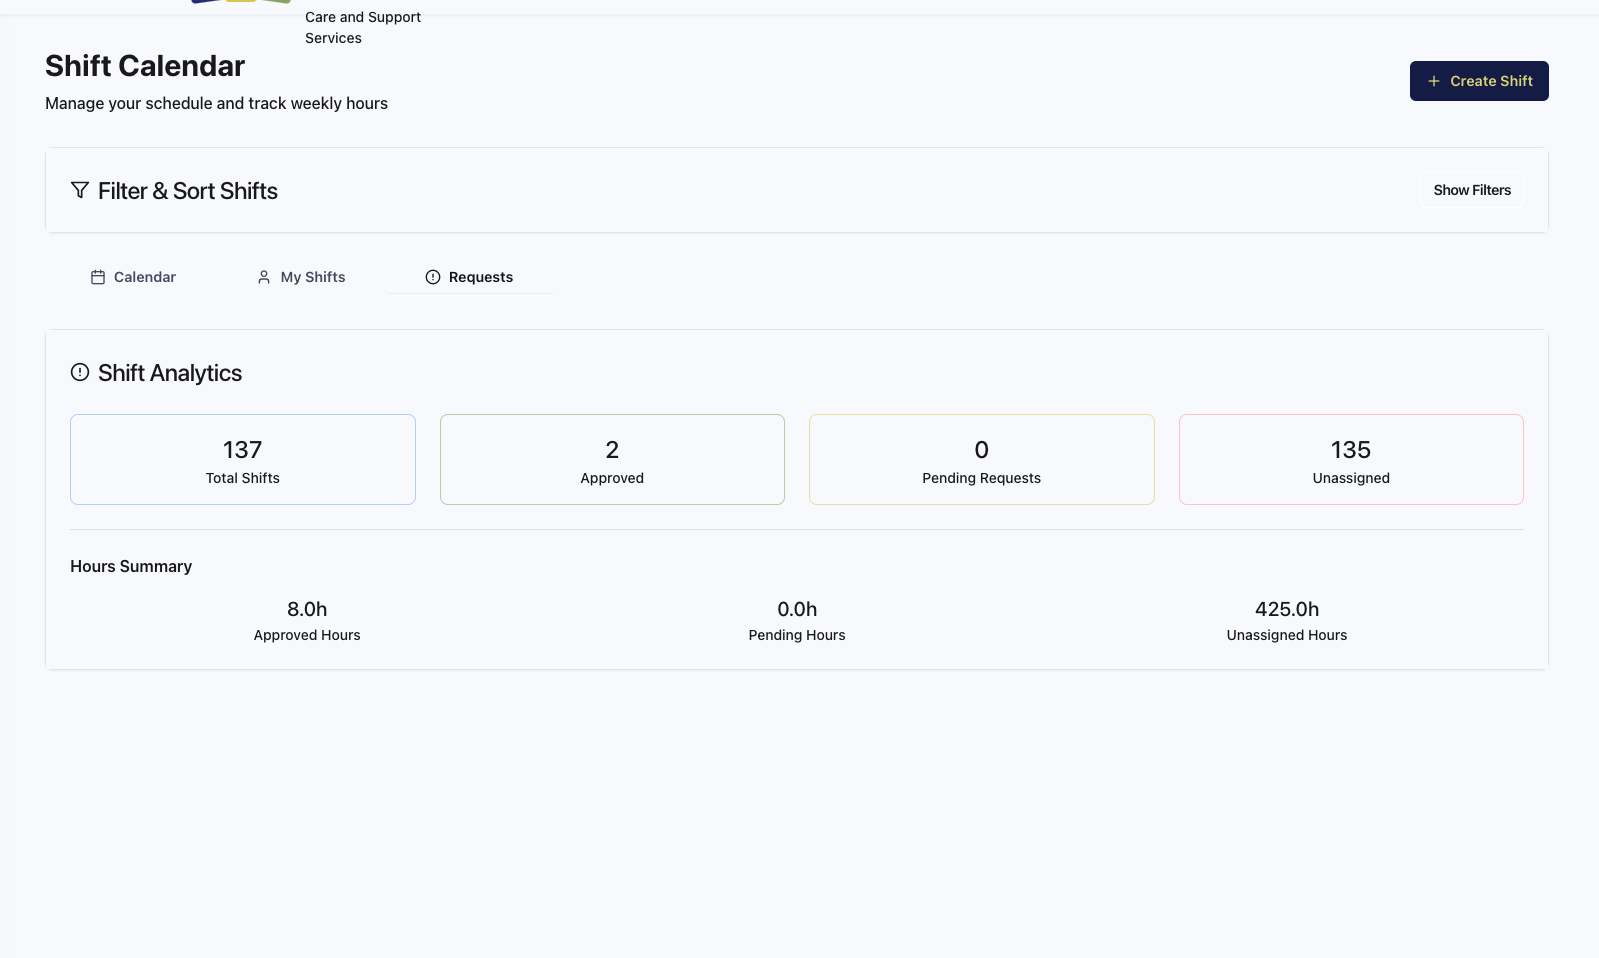 Care and Support
Services
Shift Calendar
Manage your schedule and track weekly hours
Create Shift
Filter & Sort Shifts
Show Filters
Calendar
My Shifts
Requests
Shift Analytics
137
Total Shifts
2
Approved
0
Pending Requests
135
Unassigned
Hours Summary
8.0h
Approved Hours
0.0h
Pending Hours
425.0h
Unassigned Hours